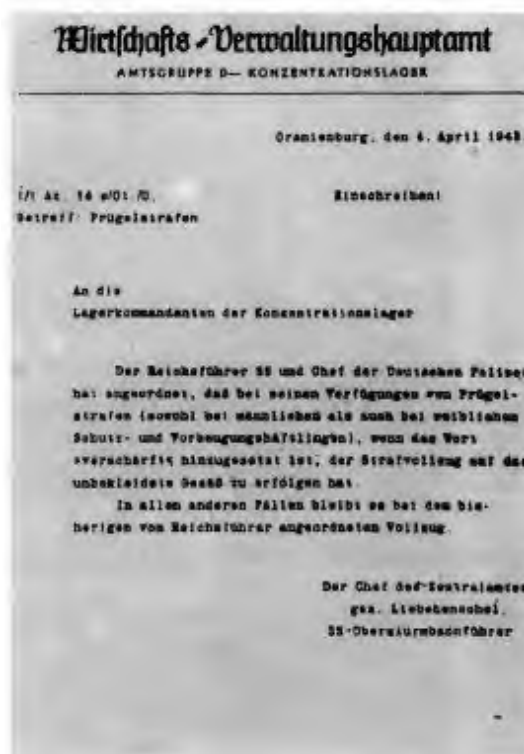 Wirtschafts-Verwaltungshauptamt
AMTSGRUPPE D — KONZENTRATIONSLAGER
Oranienburg, den 4. April 194
Az. 14
Einschreiben!
Betreff: Prügelstrafen
An die
Lagerkommandanten der Konzentrationslager
Der Reichsführer SS und Chef der Deutschen Polizei
hat angeordnet, daß bei seinen Verfügungen von Prügel-
strafen (sowohl bei männlichen als auch bei weiblichen
Schutz- und Vorbeugungshäftlingen), wenn das Wort
»verschärft« hinzugesetzt ist, der Strafvollzug auf das
unbekleidete Gesäß zu erfolgen hat.
In allen anderen Fällen bleibt es bei dem bis-
herigen vom Reichsführer angeordneten Vollzug.
Der Chef des Zentralamtes
gez. Liebehenschel,
SS-Obersturmbannführer